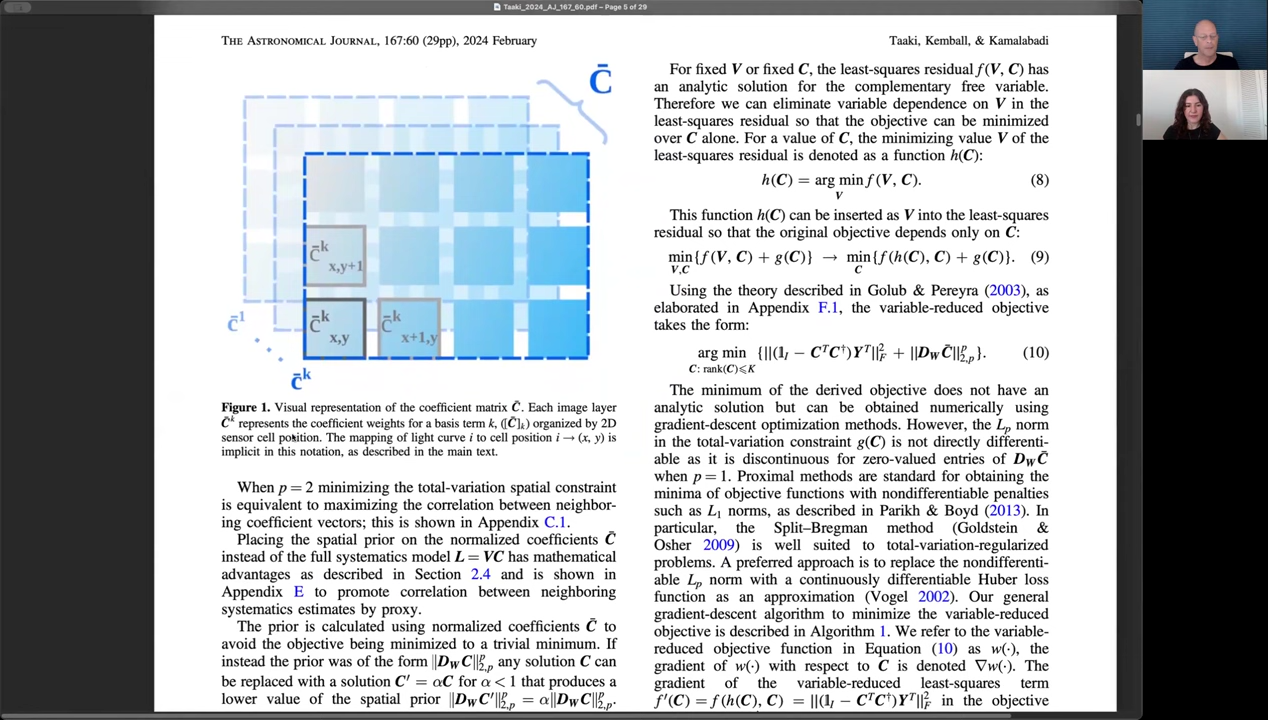 Taaki_2024_AJ_167_60.pdf – Page 5 of 29
THE ASTRONOMICAL JOURNAL, 167:60 (29pp), 2024 February
Taaki, Kemball, & Kamalabadi
C̄
C̄ᵏ x,y+1
C̄ᵏ x,y
C̄ᵏ x+1,y
C̄¹
C̄ᵏ
Figure 1. Visual representation of the coefficient matrix C̄. Each image layer
C̄ᵏ represents the coefficient weights for a basis term k, ([C̄]ₖ) organized by 2D
sensor cell position. The mapping of light curve i to cell position i → (x, y) is
implicit in this notation, as described in the main text.
When p = 2 minimizing the total-variation spatial constraint
is equivalent to maximizing the correlation between neighbor-
ing coefficient vectors; this is shown in Appendix C.1.
Placing the spatial prior on the normalized coefficients C̄
instead of the full systematics model L = VC has mathematical
advantages as described in Section 2.4 and is shown in
Appendix E to promote correlation between neighboring
systematics estimates by proxy.
The prior is calculated using normalized coefficients C̄ to
avoid the objective being minimized to a trivial minimum. If
instead the prior was of the form ||D_W C||^p_{2,p} any solution C can
be replaced with a solution C′ = αC for α < 1 that produces a
lower value of the spatial prior ||D_W C′||^p_{2,p} = α||D_W C||^p_{2,p}.
For fixed V or fixed C, the least-squares residual f(V, C) has
an analytic solution for the complementary free variable.
Therefore we can eliminate variable dependence on V in the
least-squares residual so that the objective can be minimized
over C alone. For a value of C, the minimizing value V of the
least-squares residual is denoted as a function h(C):
h(C) = arg min_V f(V, C). (8)
This function h(C) can be inserted as V into the least-squares
residual so that the original objective depends only on C:
min_{V,C} {f(V, C) + g(C)} → min_C {f(h(C), C) + g(C)}. (9)
Using the theory described in Golub & Pereyra (2003), as
elaborated in Appendix F.1, the variable-reduced objective
takes the form:
arg min_{C: rank(C)⩽K} {||(𝟙_I − CᵀC†)Yᵀ||²_F + ||D_W C̄||^p_{2,p}}. (10)
The minimum of the derived objective does not have an
analytic solution but can be obtained numerically using
gradient-descent optimization methods. However, the Lₚ norm
in the total-variation constraint g(C) is not directly differenti-
able as it is discontinuous for zero-valued entries of D_W C̄
when p = 1. Proximal methods are standard for obtaining the
minima of objective functions with nondifferentiable penalties
such as L₁ norms, as described in Parikh & Boyd (2013). In
particular, the Split–Bregman method (Goldstein &
Osher 2009) is well suited to total-variation-regularized
problems. A preferred approach is to replace the nondifferenti-
able Lₚ norm with a continuously differentiable Huber loss
function as an approximation (Vogel 2002). Our general
gradient-descent algorithm to minimize the variable-reduced
objective is described in Algorithm 1. We refer to the variable-
reduced objective function in Equation (10) as w(·), the
gradient of w(·) with respect to C is denoted ∇w(·). The
gradient of the variable-reduced least-squares term
f′(C) = f(h(C), C) = ||(𝟙_I − CᵀC†)Yᵀ||²_F in the objective